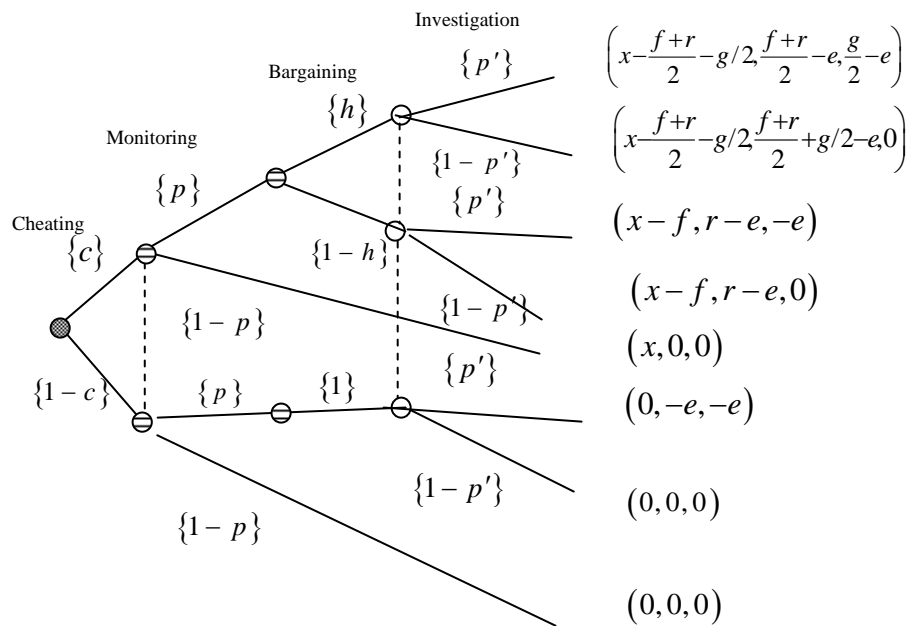 Investigation
Bargaining
Monitoring
Cheating
{p′}
{h}
{p}
{c}
{1 − p′}
{p′}
{1 − h}
{1 − p′}
{1 − p}
{p′}
{1 − c}
{p}
{1}
{1 − p′}
{1 − p}
(x − (f+r)/2 − g/2, (f+r)/2 − e, g/2 − e)
(x − (f+r)/2 − g/2, (f+r)/2 + g/2 − e, 0)
(x − f, r − e, −e)
(x − f, r − e, 0)
(x, 0, 0)
(0, −e, −e)
(0, 0, 0)
(0, 0, 0)